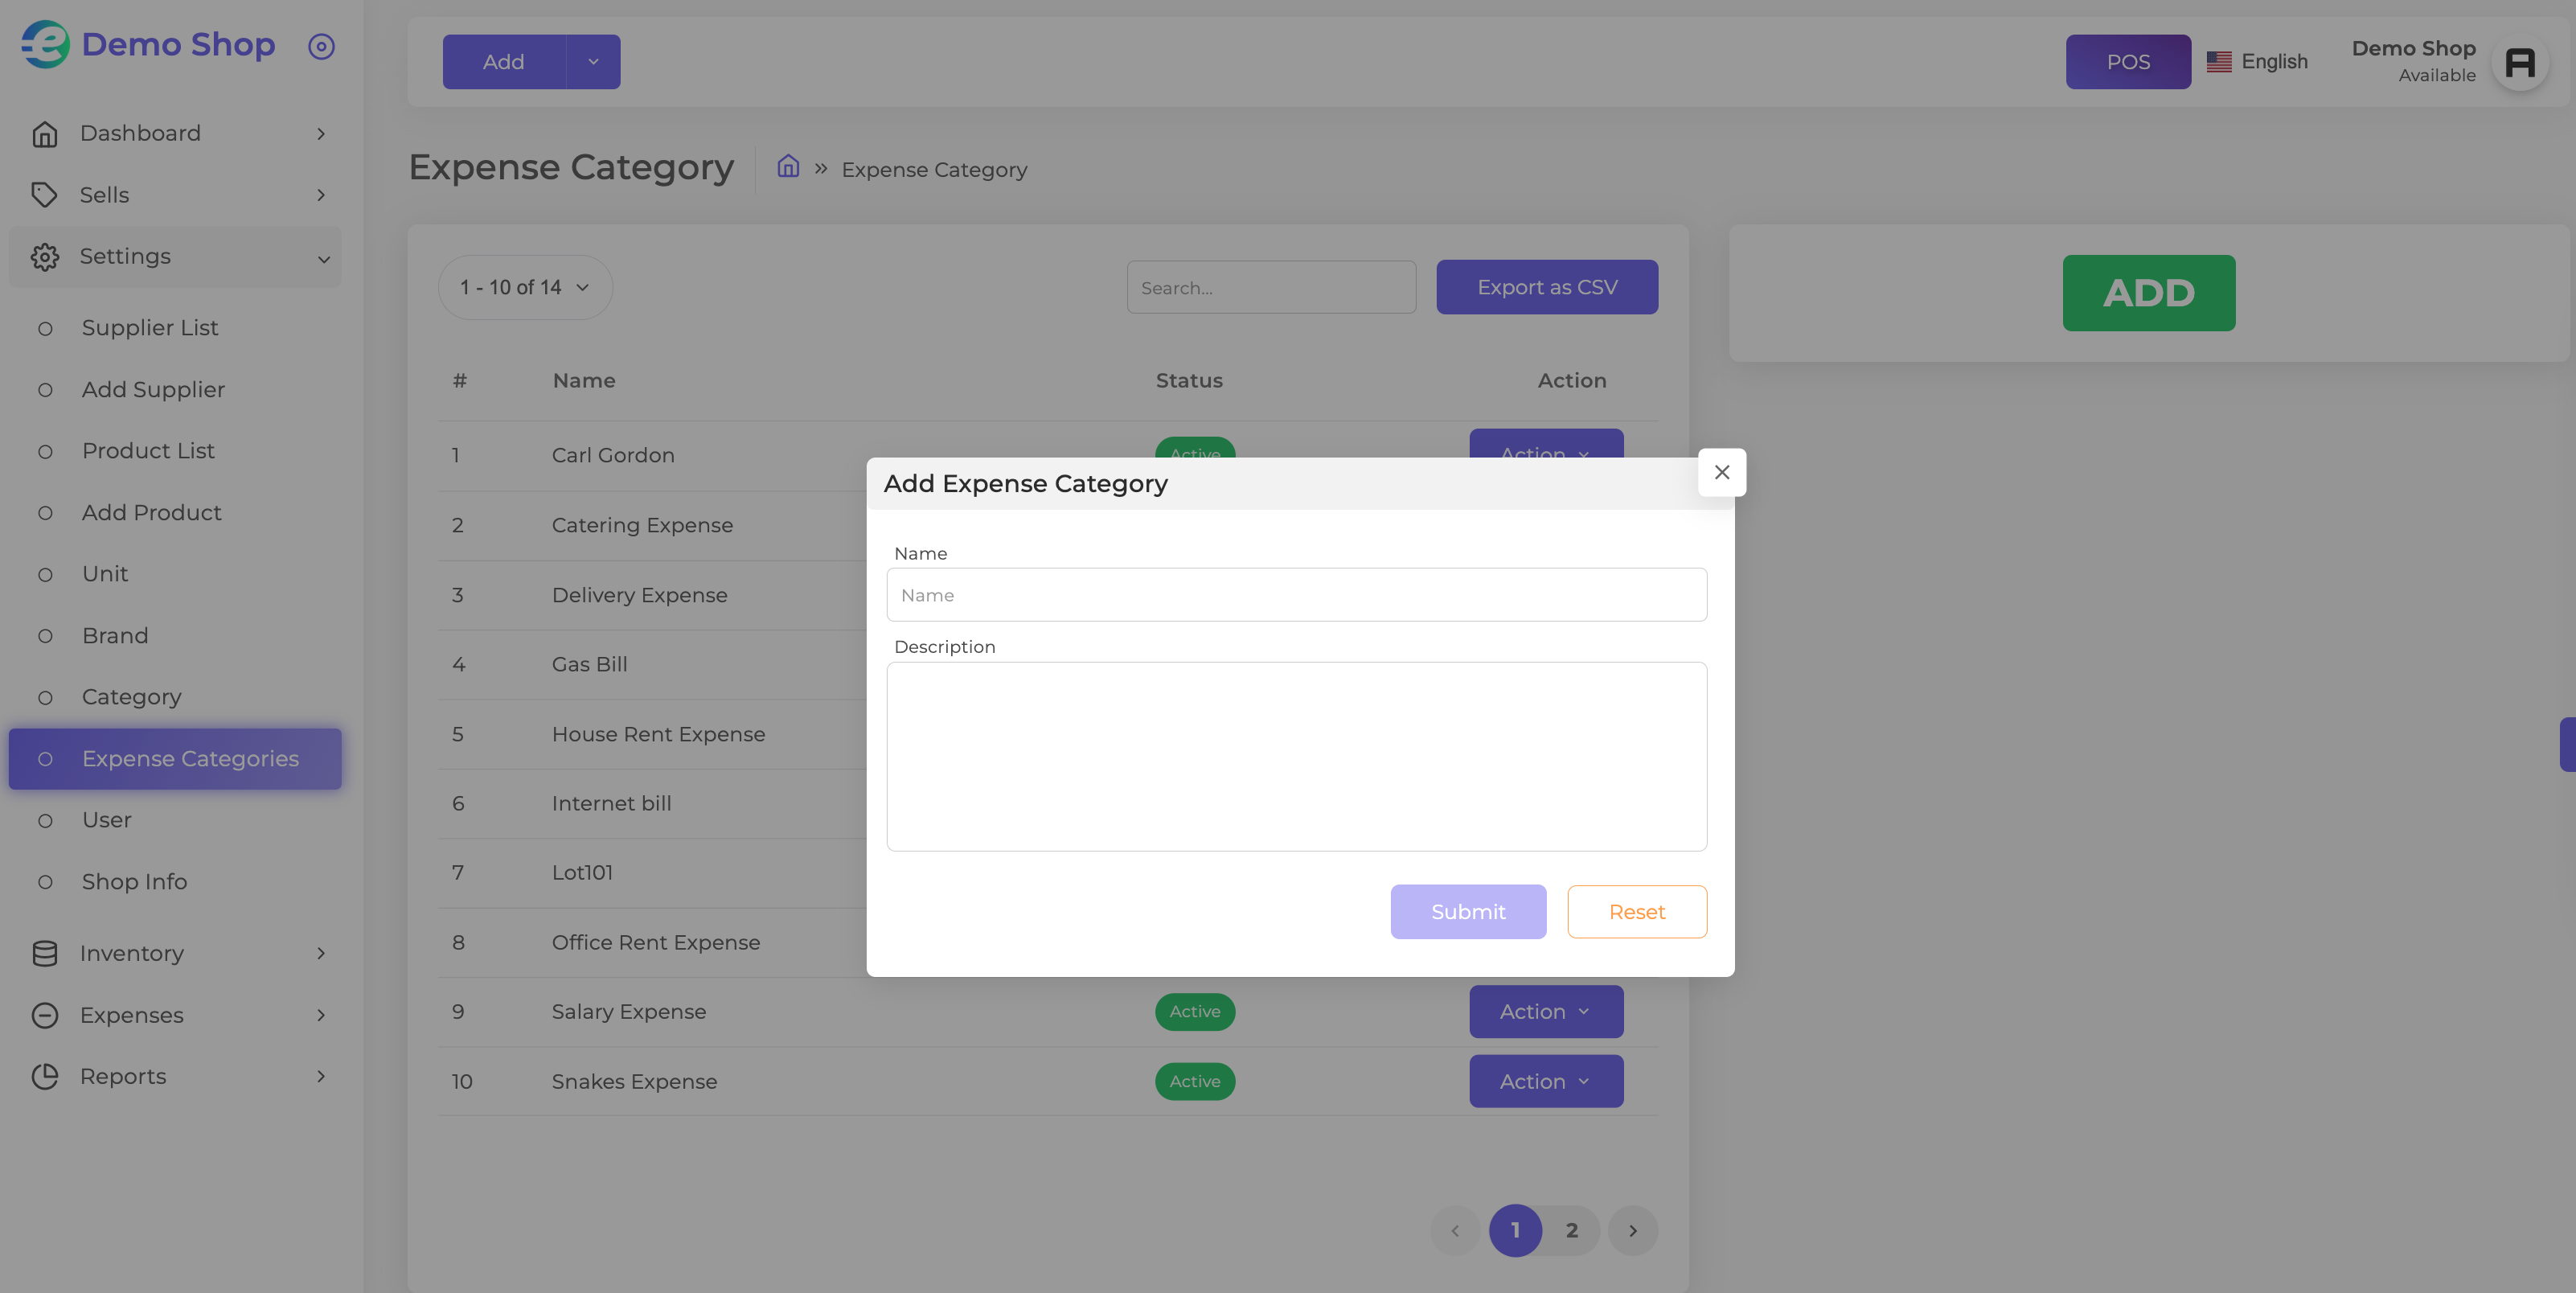 Demo Shop
Dashboard
Sells
Settings
Supplier List
Add Supplier
Product List
Add Product
Unit
Brand
Category
Expense Categories
User
Shop Info
Inventory
Expenses
Reports
Add
POS
English
Demo Shop
Available
Expense Category
Expense Category
1 - 10 of 14
Search...
Export as CSV
ADD
# Name Status Action
1 Carl Gordon Active Action
2 Catering Expense
3 Delivery Expense
4 Gas Bill
5 House Rent Expense
6 Internet bill
7 Lot101
8 Office Rent Expense
9 Salary Expense Active Action
10 Snakes Expense Active Action
1 2
Add Expense Category
Name
Name
Description
Submit
Reset